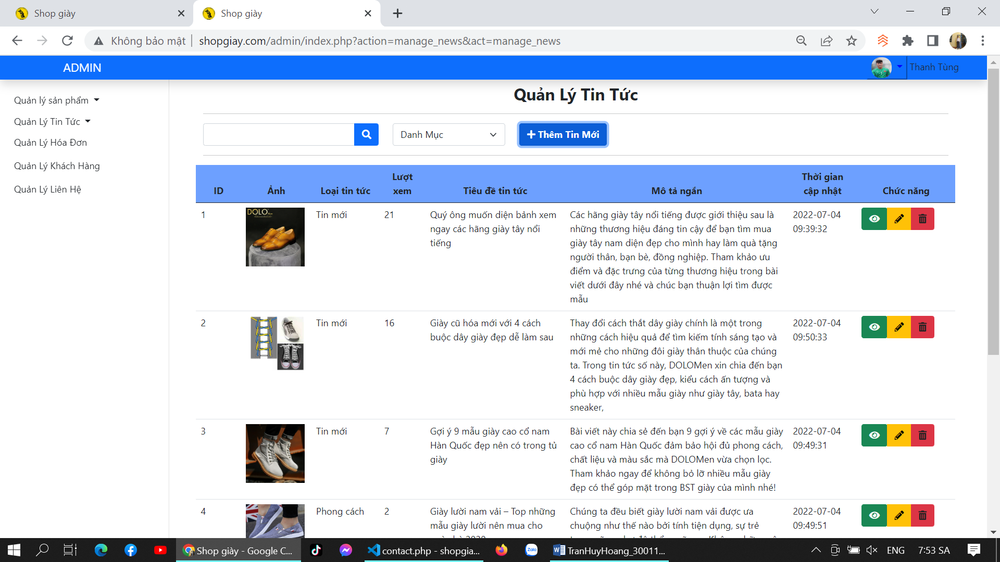 Shop giày
Shop giày
Không bảo mật
shopgiay.com/admin/index.php?action=manage_news&act=manage_news
ADMIN
Thanh Tùng
Quản lý sản phẩm
Quản Lý Tin Tức
Quản Lý Hóa Đơn
Quản Lý Khách Hàng
Quản Lý Liên Hệ
Quản Lý Tin Tức
Danh Mục
Thêm Tin Mới
ID
Ảnh
Loại tin tức
Lượt
xem
Tiêu đề tin tức
Mô tả ngắn
Thời gian
cập nhật
Chức năng
1
DOLO Men
Tin mới
21
Quý ông muốn diện bảnh xem
ngay các hãng giày tây nổi
tiếng
Các hãng giày tây nổi tiếng được giới thiệu sau là
những thương hiệu đáng tin cậy để bạn tìm mua
giày tây nam diện đẹp cho mình hay làm quà tặng
người thân, bạn bè, đồng nghiệp. Tham khảo ưu
điểm và đặc trưng của từng thương hiệu trong bài
viết dưới đây nhé và chúc bạn thuận lợi tìm được
mẫu
2022-07-04
09:39:32
2
Tin mới
16
Giày cũ hóa mới với 4 cách
buộc dây giày đẹp dễ làm sau
Thay đổi cách thắt dây giày chính là một trong
những cách hiệu quả để tìm kiếm tính sáng tạo và
mới mẻ cho những đôi giày thân thuộc của chúng
ta. Trong tin tức số này, DOLOMen xin chia đến bạn
4 cách buộc dây giày đẹp, kiểu cách ấn tượng và
phù hợp với nhiều mẫu giày như giày tây, bata hay
sneaker,
2022-07-04
09:50:33
3
Tin mới
7
Gợi ý 9 mẫu giày cao cổ nam
Hàn Quốc đẹp nên có trong tủ
giày
Bài viết này chia sẻ đến bạn 9 gợi ý về các mẫu giày
cao cổ nam Hàn Quốc đảm bảo hội đủ phong cách,
chất liệu và màu sắc mà DOLOMen vừa chọn lọc.
Tham khảo ngay để không bỏ lỡ nhiều mẫu giày
đẹp có thể góp mặt trong BST giày của mình nhé!
2022-07-04
09:49:31
4
Phong cách
2
Giày lười nam vải – Top những
mẫu giày lười nên mua cho
Chúng ta đều biết giày lười nam vải được ưa
chuộng như thế nào bởi tính tiện dụng, sự trẻ
2022-07-04
09:49:51
Shop giày - Google C...
contact.php - shopgia...
Zalo
TranHuyHoang_30011...
ENG
7:53 SA